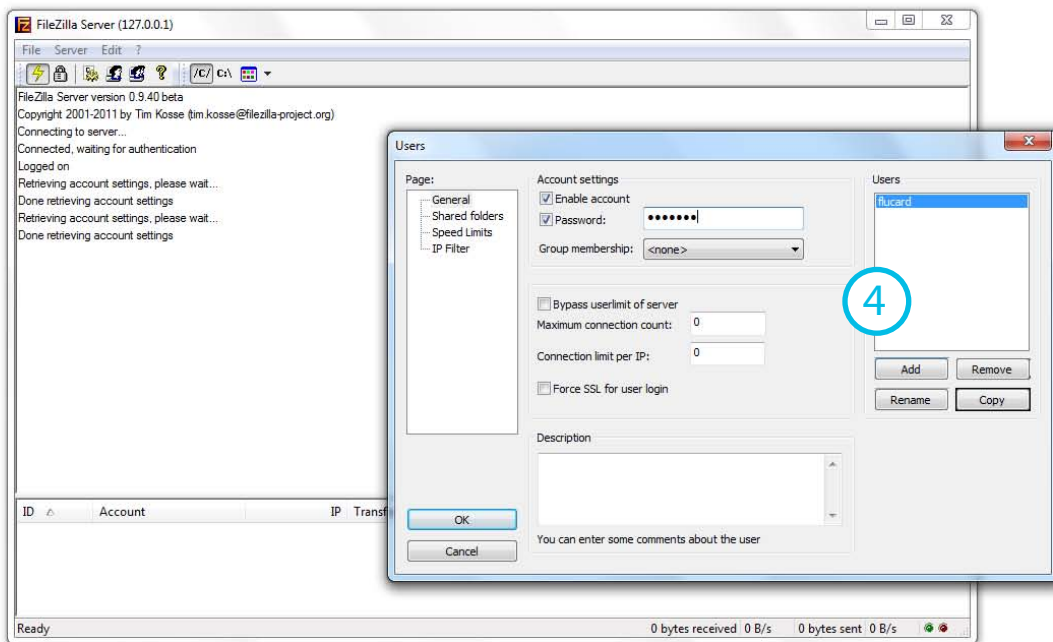 FileZilla Server (127.0.0.1)
File Server Edit ?
/C/ C:\
FileZilla Server version 0.9.40 beta
Copyright 2001-2011 by Tim Kosse (tim.kosse@filezilla-project.org)
Connecting to server...
Connected, waiting for authentication
Logged on
Retrieving account settings, please wait...
Done retrieving account settings
Retrieving account settings, please wait...
Done retrieving account settings
ID Account IP Transf
Ready 0 bytes received 0 B/s 0 bytes sent 0 B/s
Users
Page:
General
Shared folders
Speed Limits
IP Filter
OK
Cancel
Account settings
Enable account
Password: •••••••
Group membership: <none>
Bypass userlimit of server
Maximum connection count: 0
Connection limit per IP: 0
Force SSL for user login
Description
You can enter some comments about the user
Users
flucard
4
Add Remove
Rename Copy